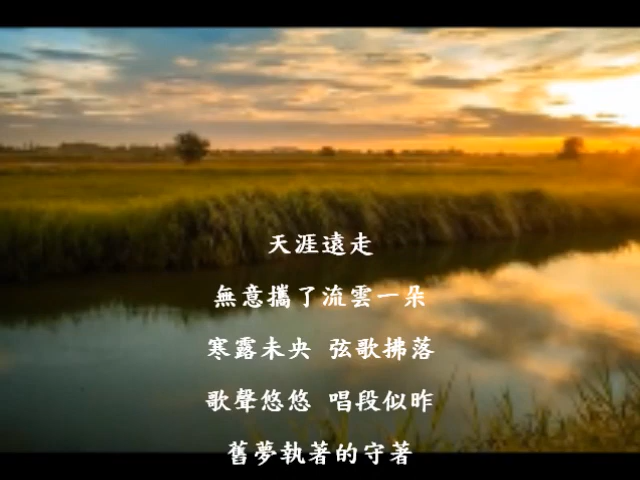 天涯遠走
無意攜了流雲一朵
寒露未央 弦歌拂落
歌聲悠悠 唱段似昨
舊夢執著的守著